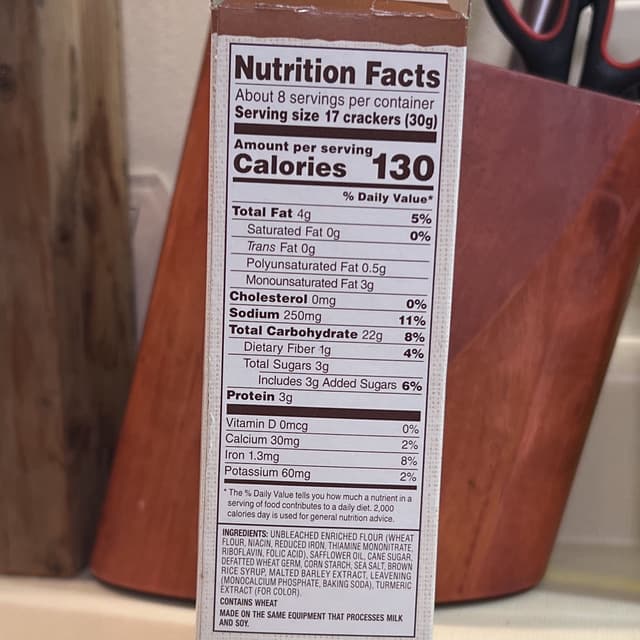 Nutrition Facts
About 8 servings per container
Serving size 17 crackers (30g)
Amount per serving
Calories 130
% Daily Value*
Total Fat 4g 5%
Saturated Fat 0g 0%
Trans Fat 0g
Polyunsaturated Fat 0.5g
Monounsaturated Fat 3g
Cholesterol 0mg 0%
Sodium 250mg 11%
Total Carbohydrate 22g 8%
Dietary Fiber 1g 4%
Total Sugars 3g
Includes 3g Added Sugars 6%
Protein 3g
Vitamin D 0mcg 0%
Calcium 30mg 2%
Iron 1.3mg 8%
Potassium 60mg 2%
* The % Daily Value tells you how much a nutrient in a
serving of food contributes to a daily diet. 2,000
calories day is used for general nutrition advice.
INGREDIENTS: UNBLEACHED ENRICHED FLOUR (WHEAT
FLOUR, NIACIN, REDUCED IRON, THIAMINE MONONITRATE,
RIBOFLAVIN, FOLIC ACID), SAFFLOWER OIL, CANE SUGAR,
DEFATTED WHEAT GERM, CORN STARCH, SEA SALT, BROWN
RICE SYRUP, MALTED BARLEY EXTRACT, LEAVENING
(MONOCALCIUM PHOSPHATE, BAKING SODA), TURMERIC
EXTRACT (FOR COLOR).
CONTAINS WHEAT
MADE ON THE SAME EQUIPMENT THAT PROCESSES MILK
AND SOY.